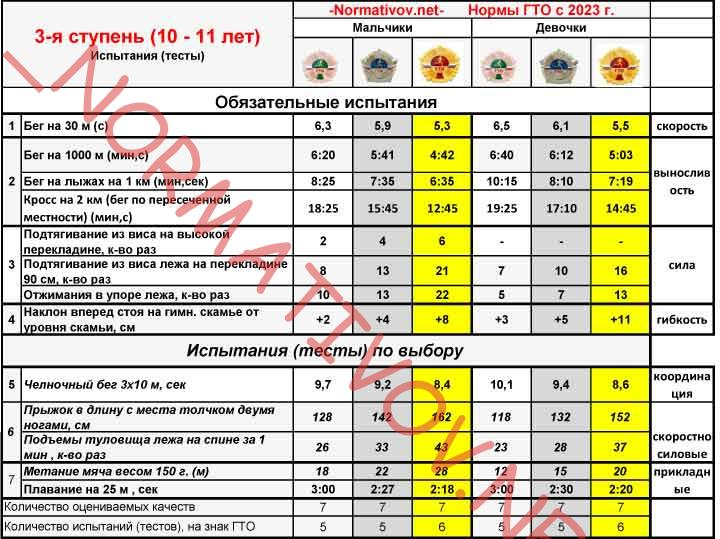 -Normativov.net- Нормы ГТО с 2023 г.
3-я ступень (10 - 11 лет)
Испытания (тесты)
Мальчики Девочки
Обязательные испытания
1 Бег на 30 м (с) 6,3 5,9 5,3 6,5 6,1 5,5 скорость
2
Бег на 1000 м (мин,с) 6:20 5:41 4:42 6:40 6:12 5:03
Бег на лыжах на 1 км (мин,сек) 8:25 7:35 6:35 10:15 8:10 7:19
Кросс на 2 км (бег по пересеченной
местности) (мин,с) 18:25 15:45 12:45 19:25 17:10 14:45
вынослив
ость
3
Подтягивание из виса на высокой
перекладине, к-во раз 2 4 6 - - -
Подтягивание из виса лежа на перекладине
90 см, к-во раз 8 13 21 7 10 16
Отжимания в упоре лежа, к-во раз 10 13 22 5 7 13
сила
4
Наклон вперед стоя на гимн. скамье от
уровня скамьи, см +2 +4 +8 +3 +5 +11 гибкость
Испытания (тесты) по выбору
5 Челночный бег 3х10 м, сек 9,7 9,2 8,4 10,1 9,4 8,6
координа
ция
6
Прыжок в длину с места толчком двумя
ногами, см 128 142 162 118 132 152
Подъемы туловища лежа на спине за 1
мин , к-во раз 26 33 43 23 28 37
скоростно
силовые
7
Метание мяча весом 150 г. (м) 18 22 28 12 15 20
Плавание на 25 м , сек 3:00 2:27 2:18 3:00 2:30 2:20
прикладн
ые
Количество оцениваемых качеств 7 7 7 7 7 7
Количество испытаний (тестов), на знак ГТО 5 5 6 5 5 6